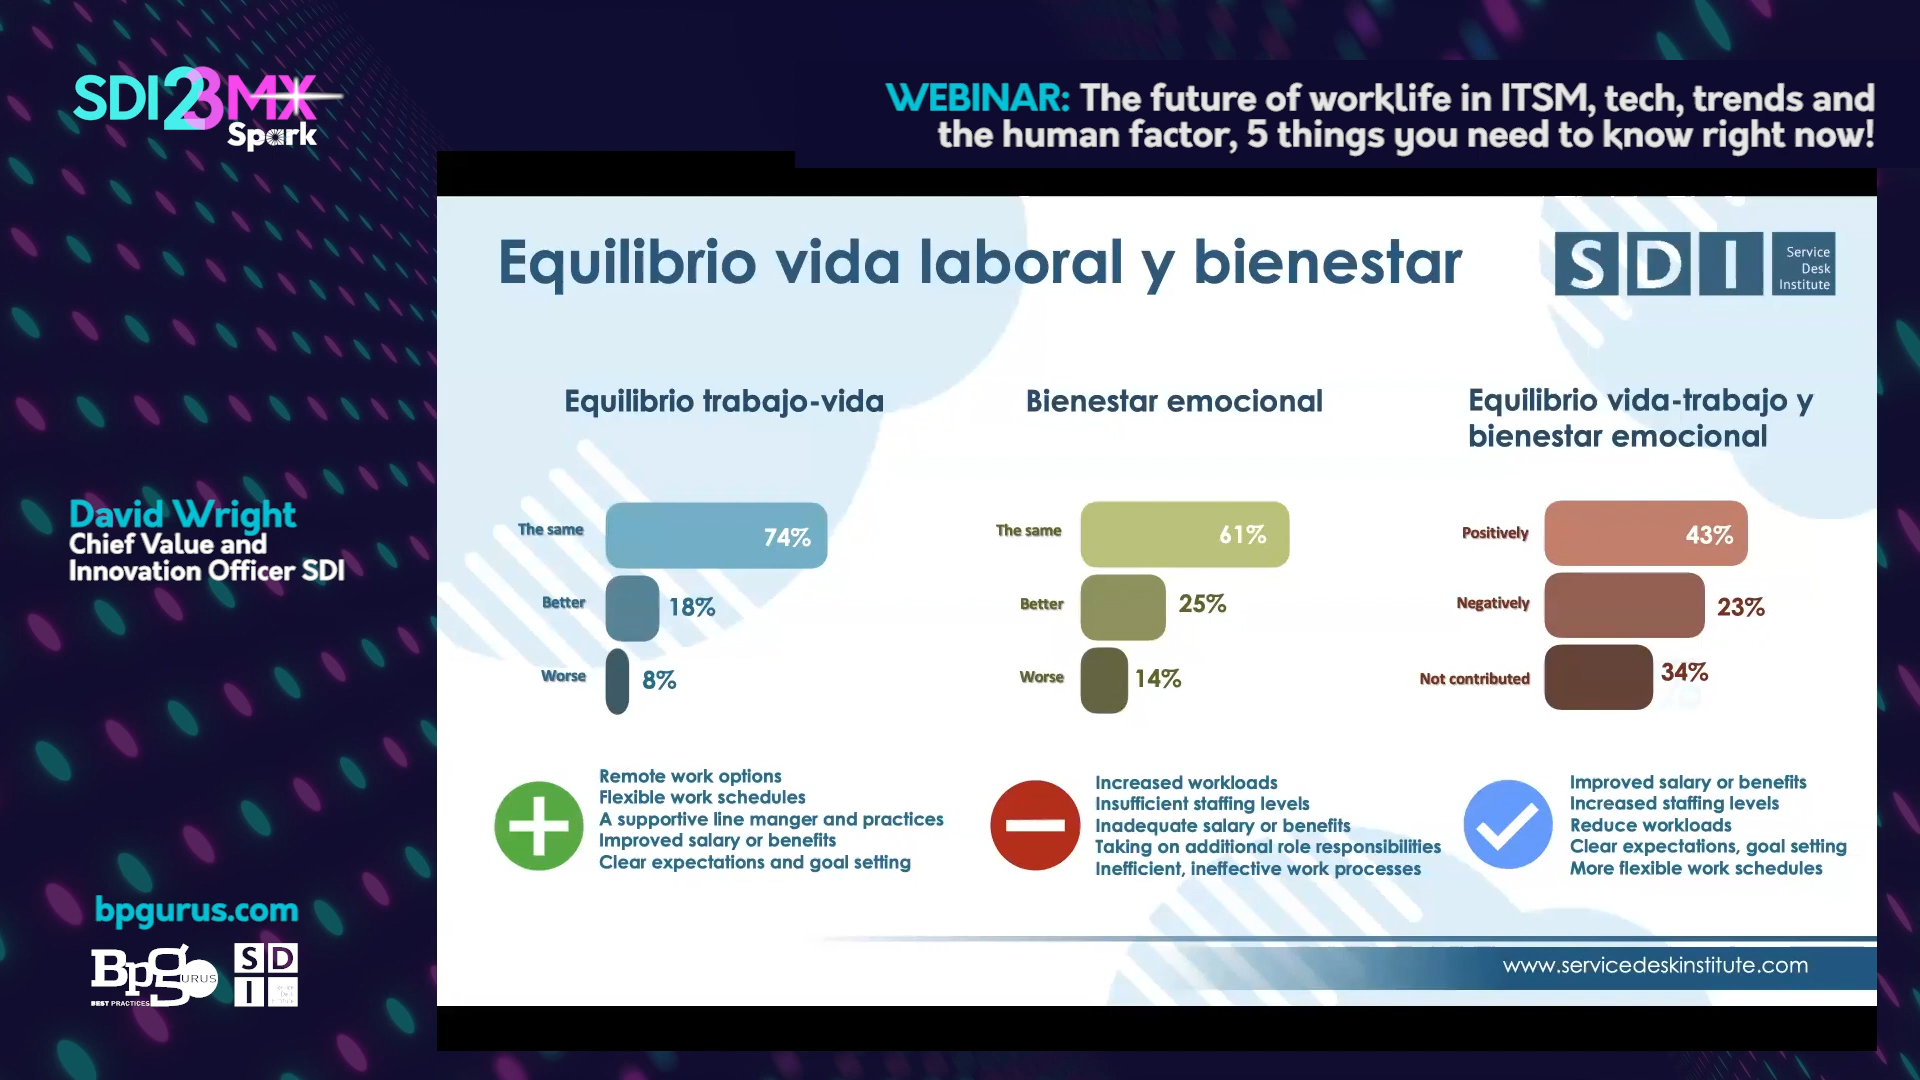 SDI23MX
Spark
WEBINAR: The future of worklife in ITSM, tech, trends and
the human factor, 5 things you need to know right now!
David Wright
Chief Value and
Innovation Officer SDI
bpgurus.com
BpGurus
BEST PRACTICES
S D
I
Equilibrio vida laboral y bienestar
S D I Service
Desk
Institute
Equilibrio trabajo-vida
The same 74%
Better 18%
Worse 8%
Bienestar emocional
The same 61%
Better 25%
Worse 14%
Equilibrio vida-trabajo y
bienestar emocional
Positively 43%
Negatively 23%
Not contributed 34%
Remote work options
Flexible work schedules
A supportive line manger and practices
Improved salary or benefits
Clear expectations and goal setting
Increased workloads
Insufficient staffing levels
Inadequate salary or benefits
Taking on additional role responsibilities
Inefficient, ineffective work processes
Improved salary or benefits
Increased staffing levels
Reduce workloads
Clear expectations, goal setting
More flexible work schedules
www.servicedeskinstitute.com